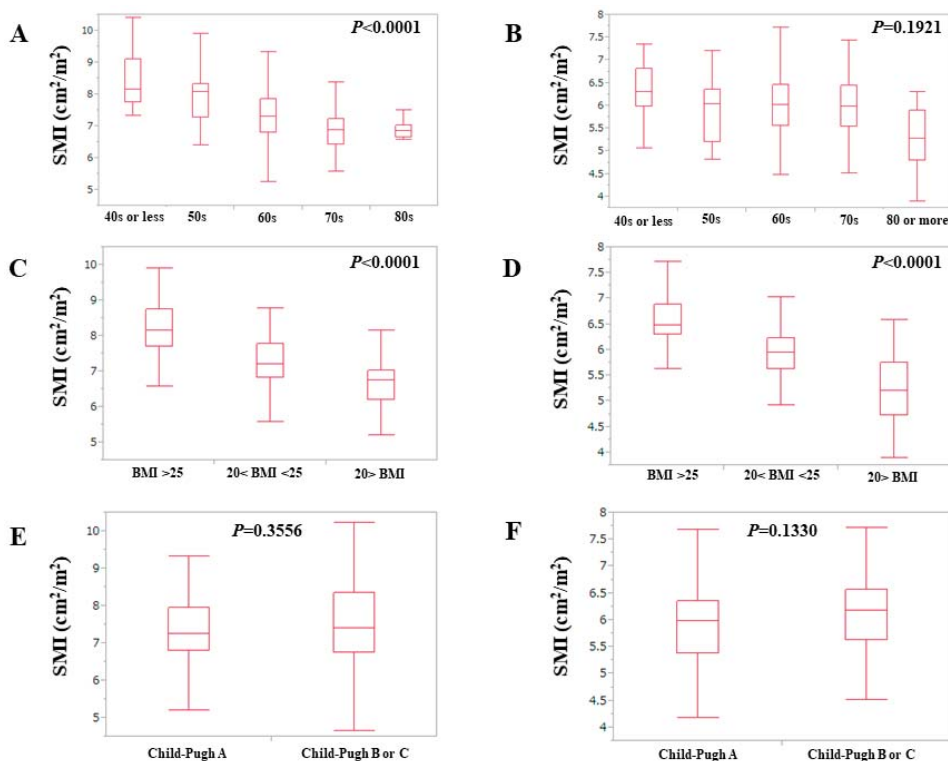 A
P<0.0001
SMI (cm²/m²)
10
9
8
7
6
5
40s or less 50s 60s 70s 80s
B
P=0.1921
SMI (cm²/m²)
8
7.5
7
6.5
6
5.5
5
4.5
4
40s or less 50s 60s 70s 80 or more
C
P<0.0001
SMI (cm²/m²)
10
9
8
7
6
5
BMI >25 20< BMI <25 20> BMI
D
P<0.0001
SMI (cm²/m²)
8
7.5
7
6.5
6
5.5
5
4.5
4
BMI >25 20< BMI <25 20> BMI
E
P=0.3556
SMI (cm²/m²)
10
9
8
7
6
5
Child-Pugh A Child-Pugh B or C
F
P=0.1330
SMI (cm²/m²)
8
7.5
7
6.5
6
5.5
5
4.5
4
Child-Pugh A Child-Pugh B or C